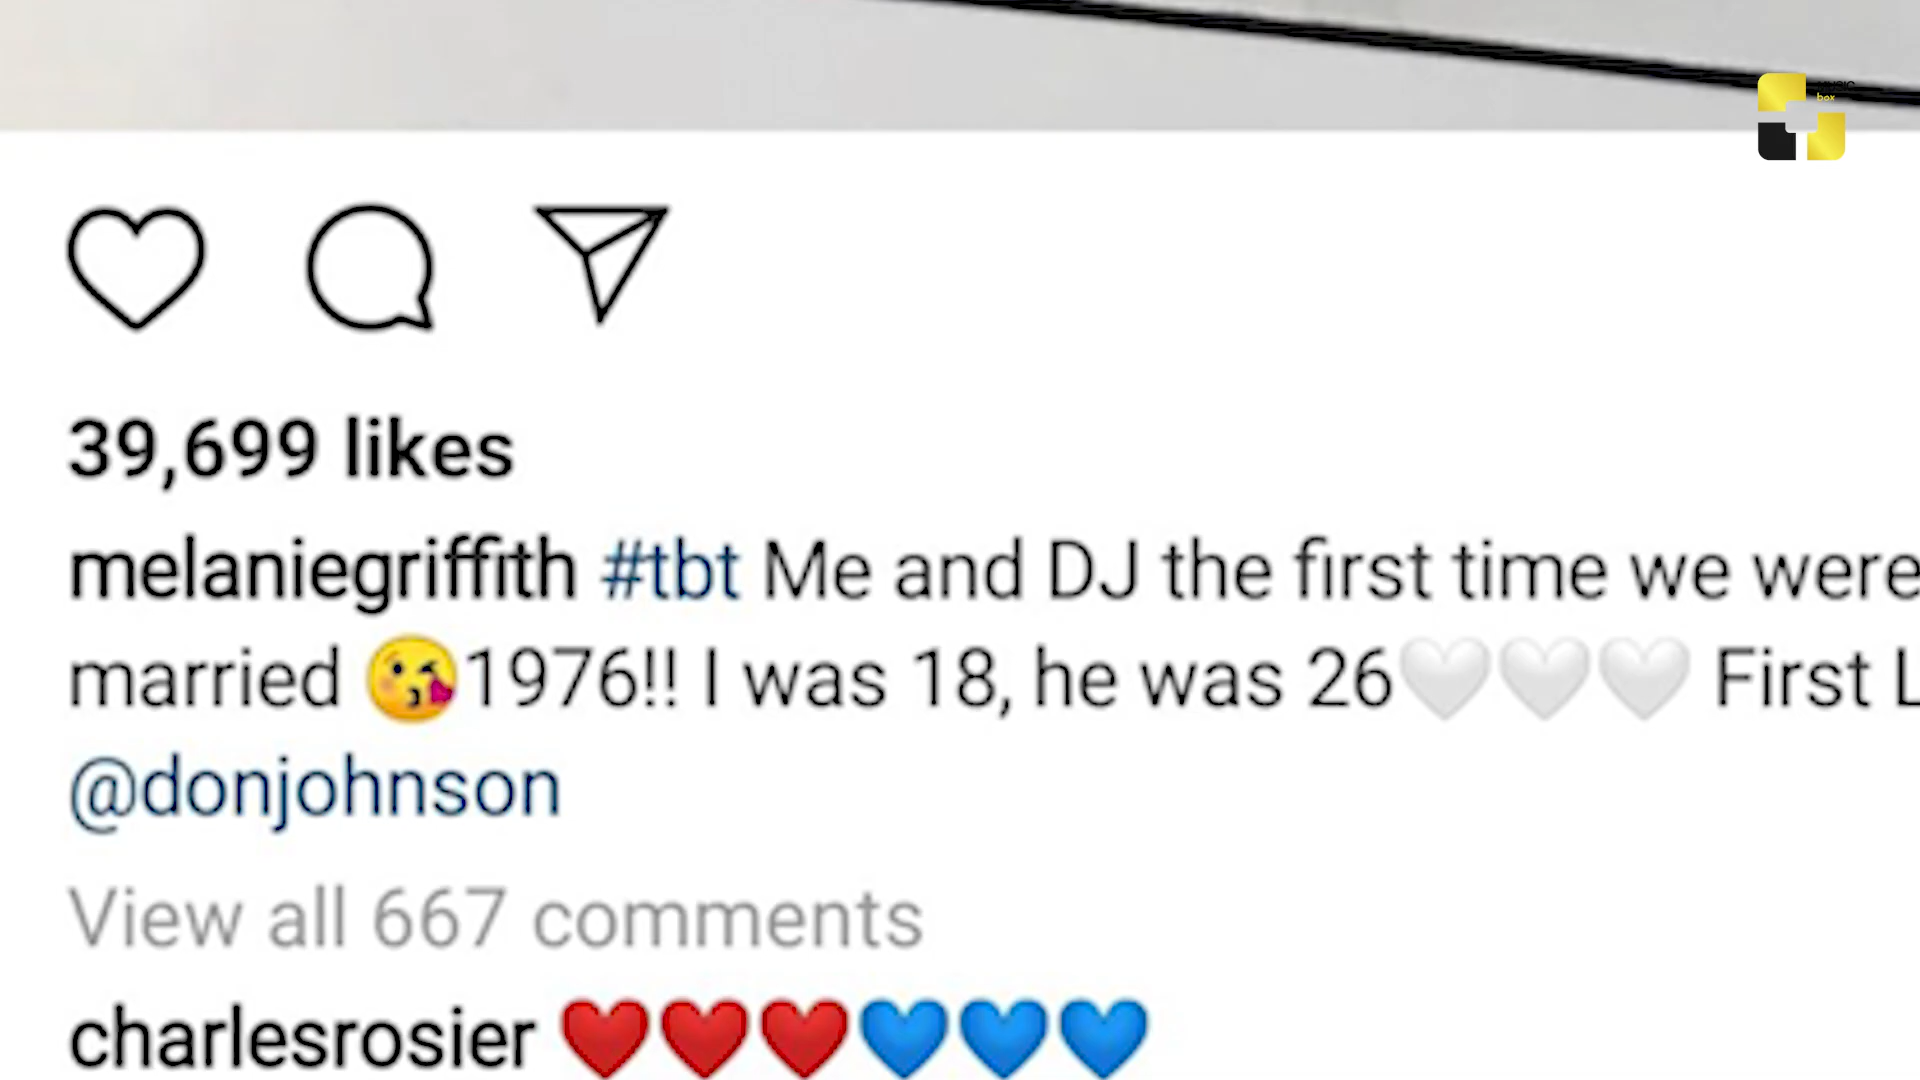 box
39,699 likes
melaniegriffith #tbt Me and DJ the first time we were
married 😘1976!! I was 18, he was 26🤍🤍🤍 First L
@donjohnson
View all 667 comments
charlesrosier ❤️❤️❤️💙💙💙